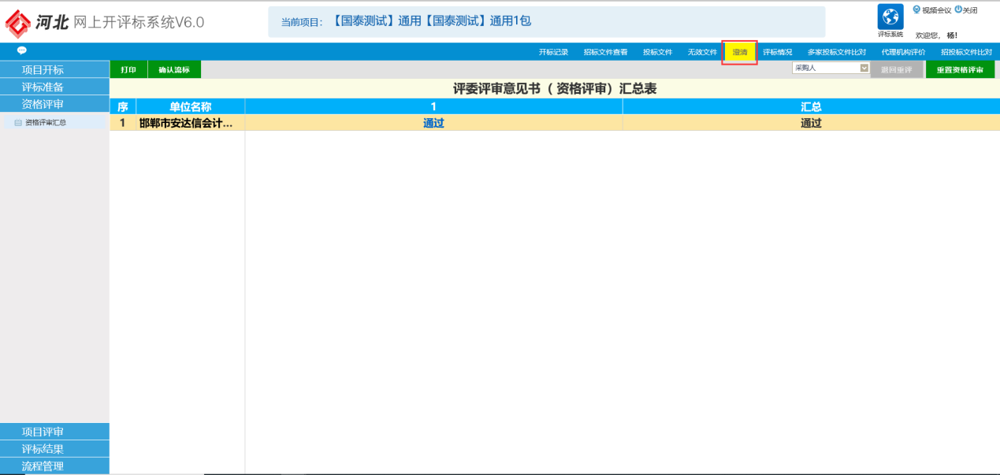 河北 网上开评标系统V6.0
当前项目： 【国泰测试】通用【国泰测试】通用1包
视频会议 关闭
评标系统 欢迎您, 杨!
开标记录 招标文件查看 投标文件 无效文件 澄清 评标情况 多家投标文件比对 代理机构评价 招投标文件比对
项目开标
评标准备
资格评审
资格评审汇总
打印 确认流标 采购人 退回重评 重置资格评审
评委评审意见书（ 资格评审）汇总表
序 单位名称 1 汇总
1 邯郸市安达信会计... 通过 通过
项目评审
评标结果
流程管理